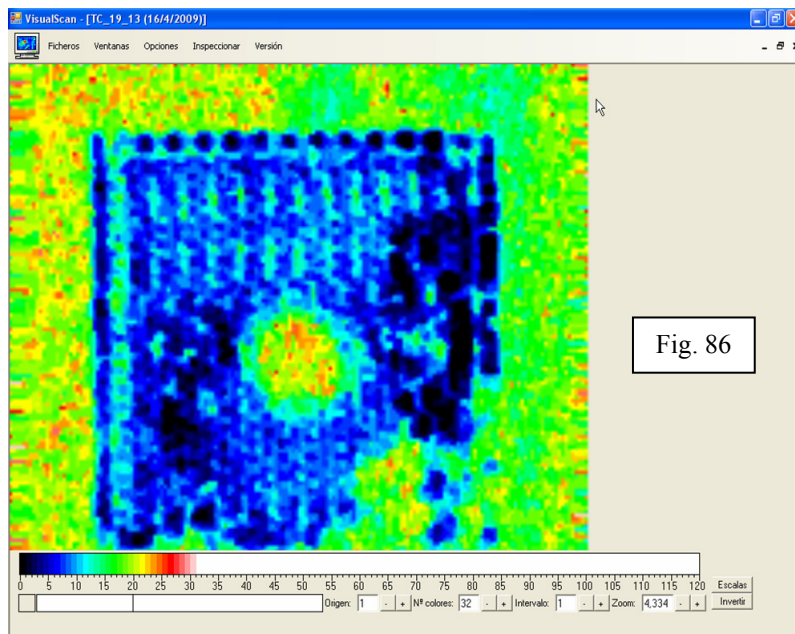 VisualScan - [TC_19_13 (16/4/2009)]
Ficheros Ventanas Opciones Inspeccionar Versión
Fig. 86
0 5 10 15 20 25 30 35 40 45 50 55 60 65 70 75 80 85 90 95 100 105 110 115 120
Escalas
Origen: 1 - + Nº colores: 32 - + Intervalo: 1 - + Zoom: 4,334 - + Invertir